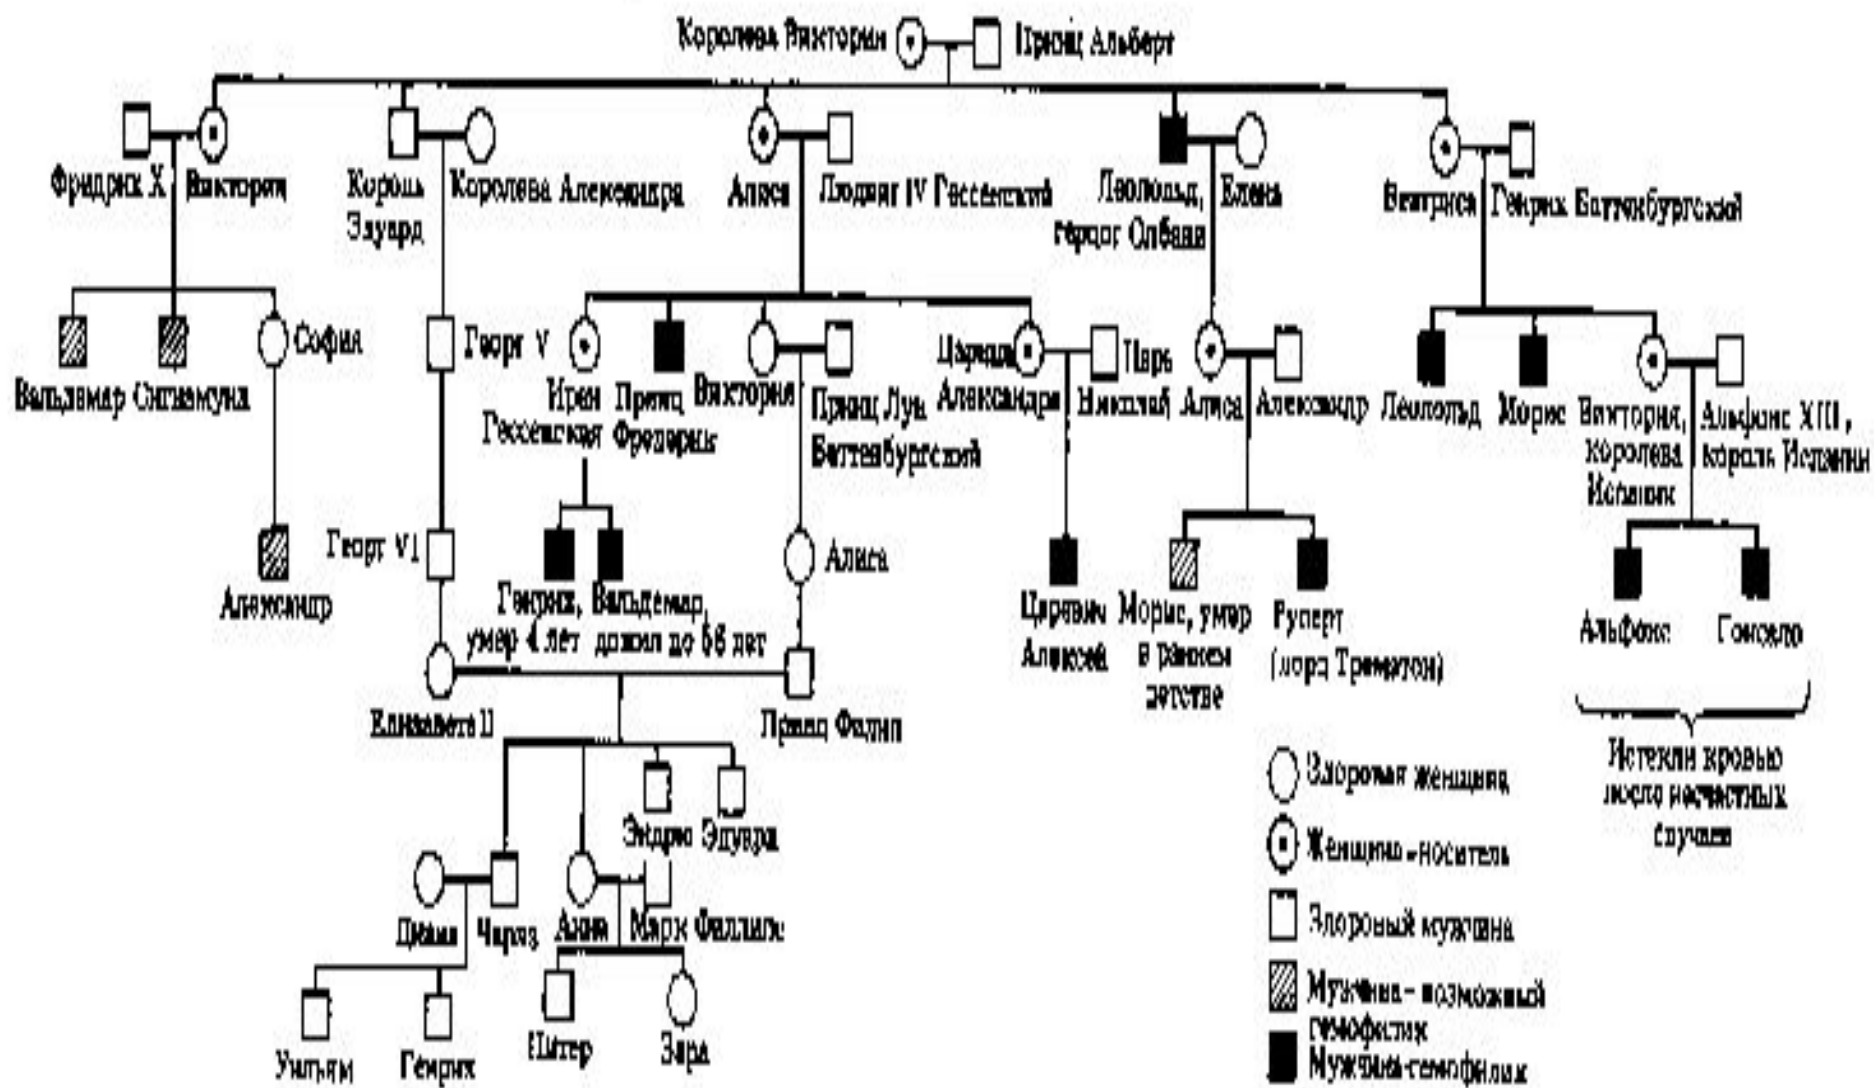 Королева Виктория
Принц Альберт
Фридрих X
Виктория
Король
Эдуард
Королева Александра
Алиса
Людвиг IV Гессенский
Леопольд,
герцог Олбани
Елена
Беатриса
Генрих Баттенбургский
Вальдемар
Сигизмунд
София
Георг V
Ирен
Гессенская
Принц
Фредерик
Виктория
Принц Луи
Баттенбургский
Царица
Александра
Царь
Николай
Алиса
Александр
Леопольд
Морис
Виктория,
королева
Испании
Альфонс XIII,
король Испании
Александр
Георг VI
Генрих,
умер 4 лет
Вальдемар,
дожил до 56 лет
Алиса
Царевич
Алексей
Морис, умер
в раннем
детстве
Руперт
(лорд Трематон)
Альфонс
Гонсало
Истекли кровью
после несчастных
случаев
Елизавета II
Принц Филип
Эндрю
Эдуард
Диана
Чарлз
Анна
Марк Филлипс
Уильям
Генрих
Питер
Зара
Здоровая женщина
Женщина-носитель
Здоровый мужчина
Мужчина - возможный
гемофилик
Мужчина-гемофилик